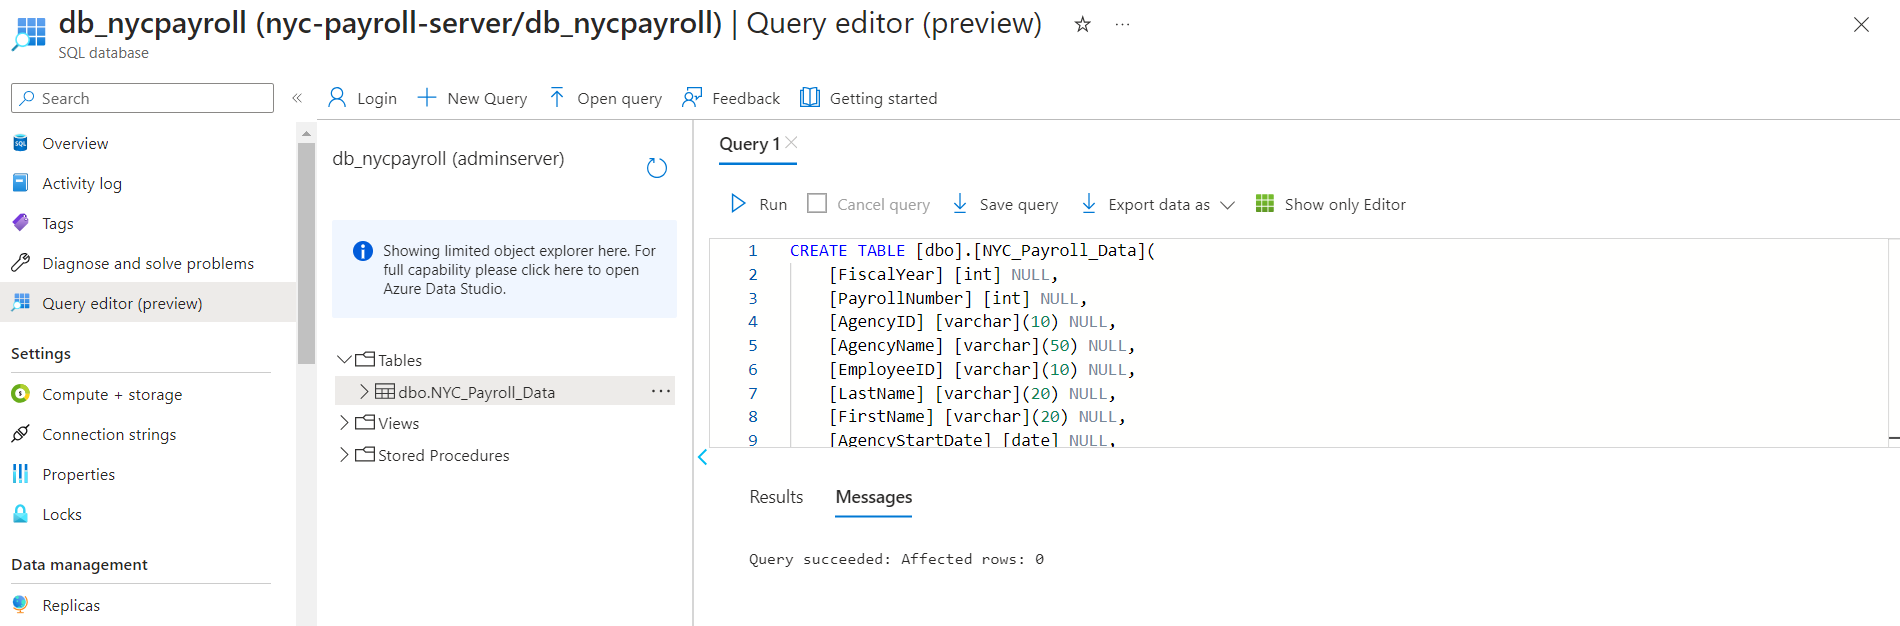 db_nycpayroll (nyc-payroll-server/db_nycpayroll) | Query editor (preview)
SQL database
Search
Overview
Activity log
Tags
Diagnose and solve problems
Query editor (preview)
Settings
Compute + storage
Connection strings
Properties
Locks
Data management
Replicas
Login
New Query
Open query
Feedback
Getting started
db_nycpayroll (adminserver)
Showing limited object explorer here. For
full capability please click here to open
Azure Data Studio.
Tables
dbo.NYC_Payroll_Data
Views
Stored Procedures
Query 1
Run
Cancel query
Save query
Export data as
Show only Editor
1 CREATE TABLE [dbo].[NYC_Payroll_Data](
2 [FiscalYear] [int] NULL,
3 [PayrollNumber] [int] NULL,
4 [AgencyID] [varchar](10) NULL,
5 [AgencyName] [varchar](50) NULL,
6 [EmployeeID] [varchar](10) NULL,
7 [LastName] [varchar](20) NULL,
8 [FirstName] [varchar](20) NULL,
9 [AgencyStartDate] [date] NULL,
Results
Messages
Query succeeded: Affected rows: 0